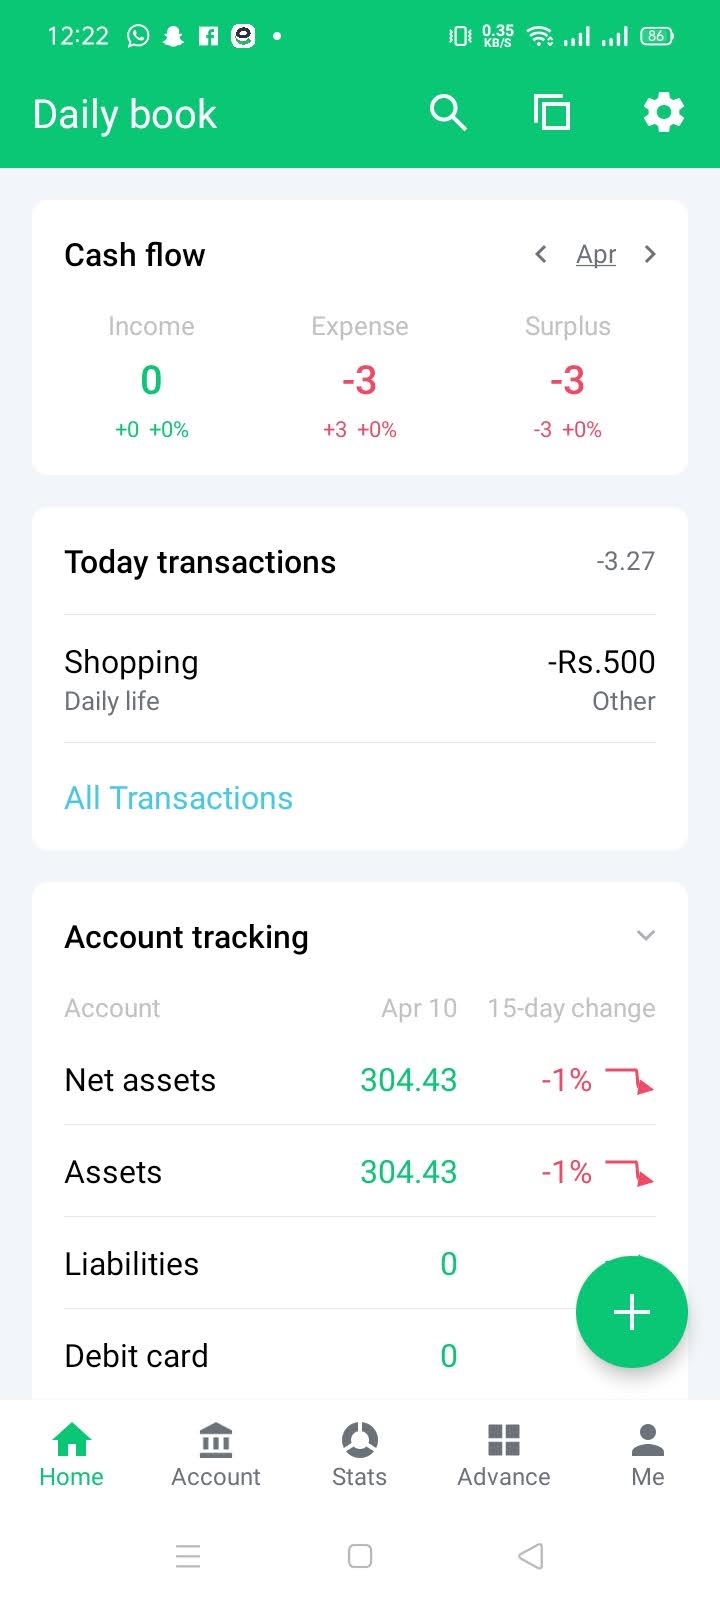 12:22 0.35 KB/S 86
Daily book
Cash flow Apr
Income Expense Surplus
0 -3 -3
+0 +0% +3 +0% -3 +0%
Today transactions -3.27
Shopping -Rs.500
Daily life Other
All Transactions
Account tracking
Account Apr 10 15-day change
Net assets 304.43 -1%
Assets 304.43 -1%
Liabilities 0
Debit card 0
Home Account Stats Advance Me